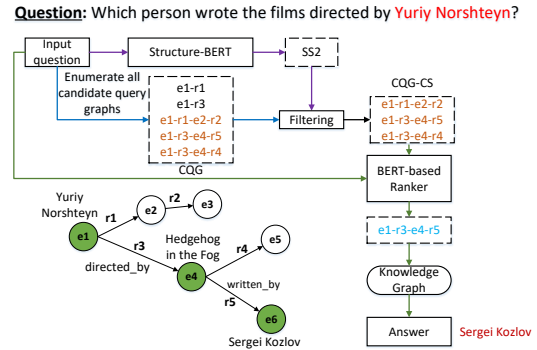 Question: Which person wrote the films directed by Yuriy Norshteyn?
Input
question
Structure-BERT
SS2
Enumerate all
candidate query
graphs
e1-r1
e1-r3
e1-r1-e2-r2
e1-r3-e4-r5
e1-r3-e4-r4
CQG
Filtering
CQG-CS
e1-r1-e2-r2
e1-r3-e4-r5
e1-r3-e4-r4
BERT-based
Ranker
e1-r3-e4-r5
Knowledge
Graph
Answer
Sergei Kozlov
Yuriy
Norshteyn
e1
r1
e2
r2
e3
r3
directed_by
Hedgehog
in the Fog
e4
r4
e5
written_by
r5
e6
Sergei Kozlov